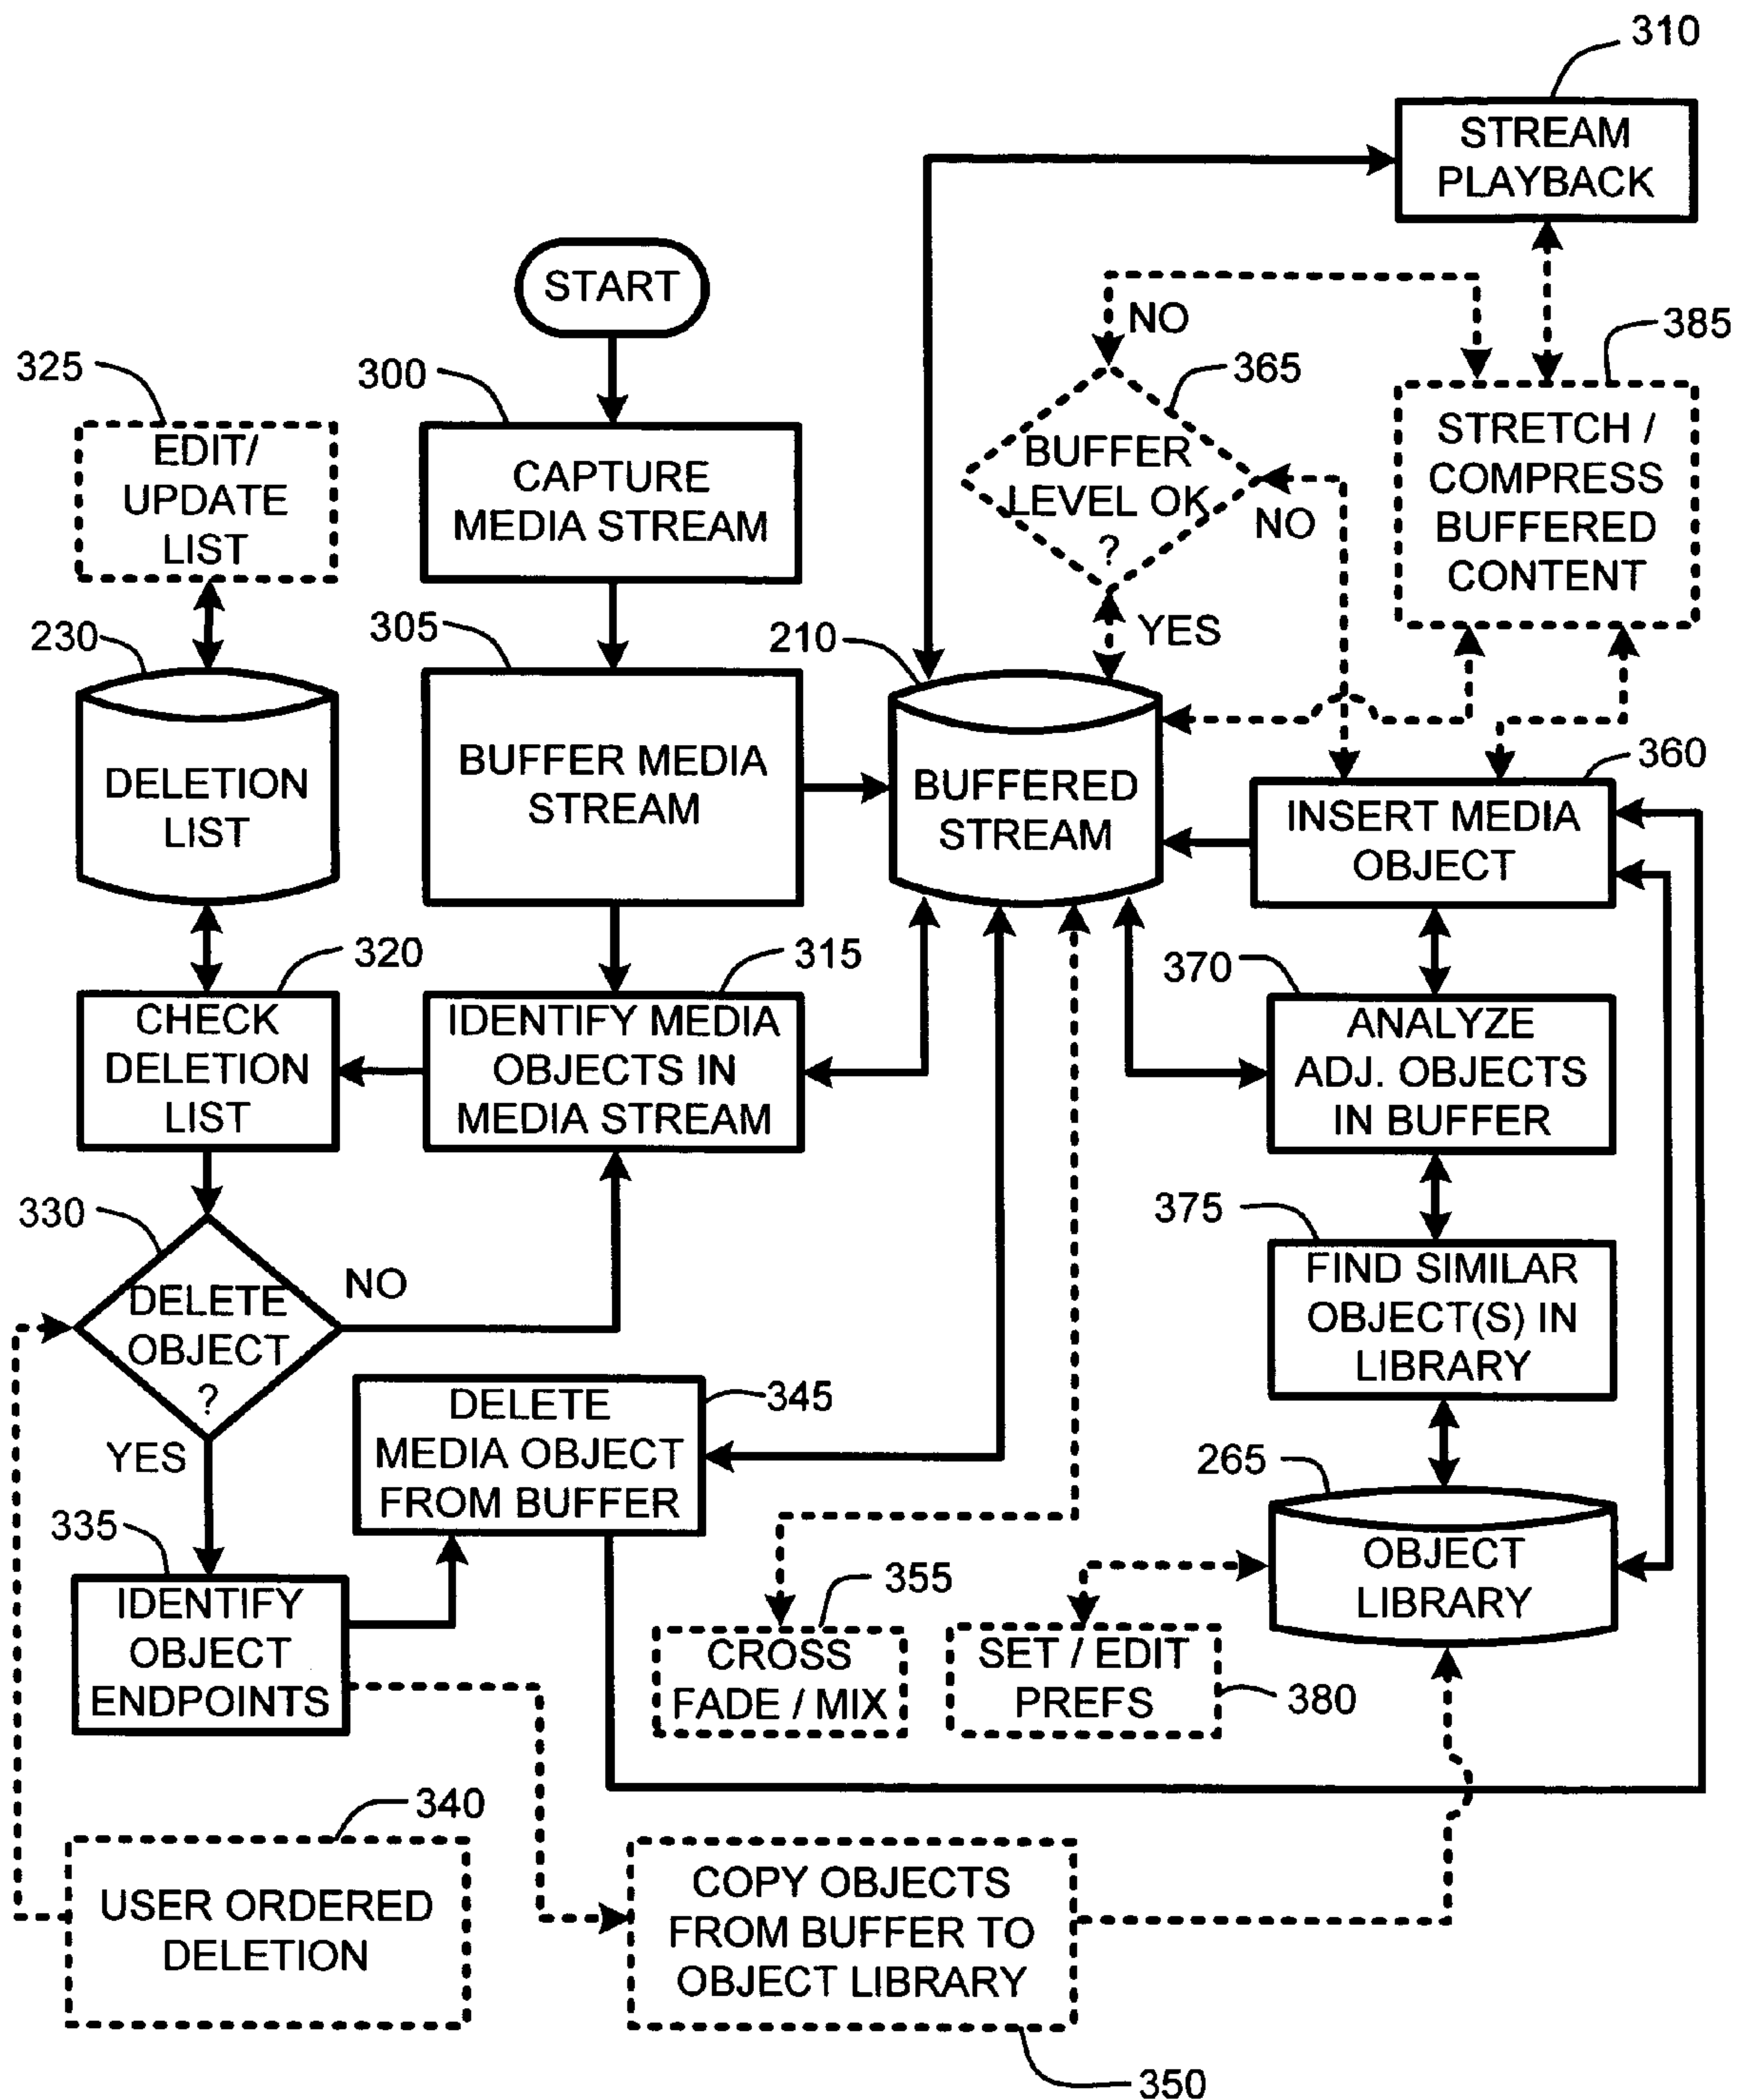 310
STREAM
PLAYBACK
START
NO
385
325
300
365
EDIT/
UPDATE
LIST
CAPTURE
MEDIA STREAM
BUFFER
LEVEL OK
?
NO
STRETCH /
COMPRESS
BUFFERED
CONTENT
230
305
210
YES
DELETION
LIST
BUFFER MEDIA
STREAM
BUFFERED
STREAM
360
INSERT MEDIA
OBJECT
320
315
370
CHECK
DELETION
LIST
IDENTIFY MEDIA
OBJECTS IN
MEDIA STREAM
ANALYZE
ADJ. OBJECTS
IN BUFFER
330
375
DELETE
OBJECT
?
NO
FIND SIMILAR
OBJECT(S) IN
LIBRARY
YES
345
DELETE
MEDIA OBJECT
FROM BUFFER
265
335
OBJECT
LIBRARY
IDENTIFY
OBJECT
ENDPOINTS
355
CROSS
FADE / MIX
SET / EDIT
PREFS
380
340
USER ORDERED
DELETION
COPY OBJECTS
FROM BUFFER TO
OBJECT LIBRARY
350